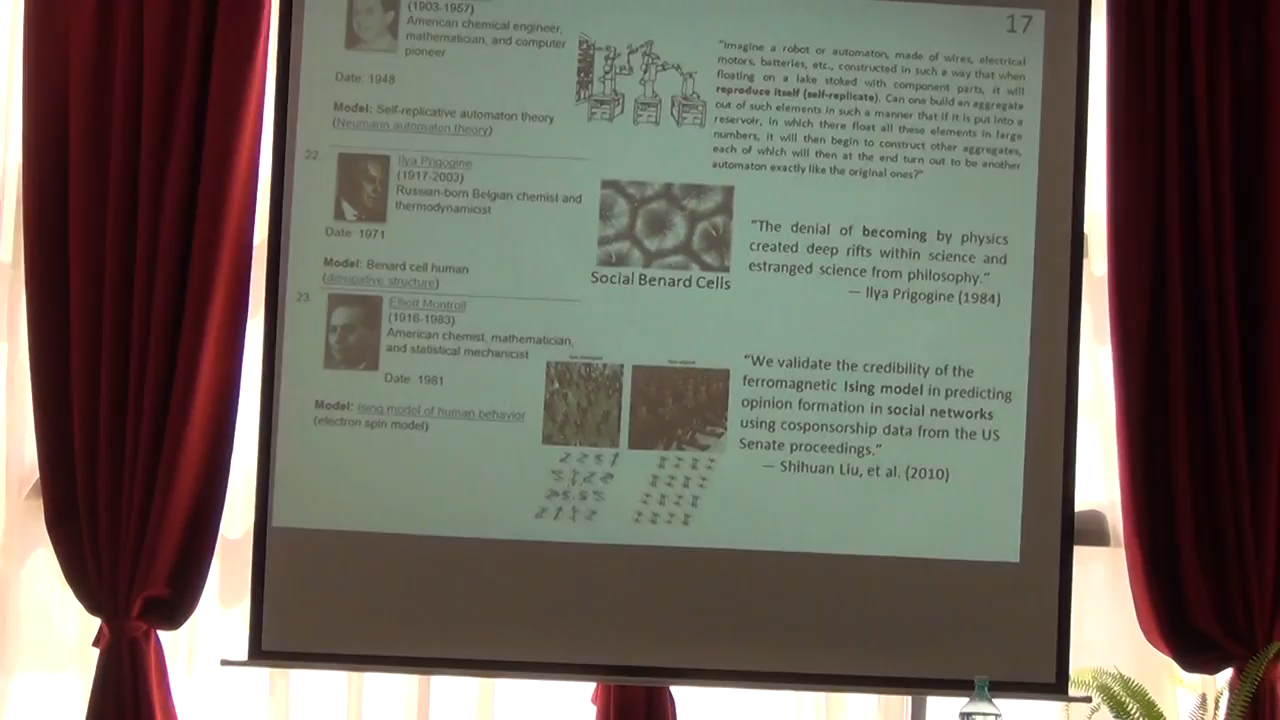 17
(1903-1957)
American chemical engineer,
mathematician, and computer
pioneer
Date: 1948
Model: Self-replicative automaton theory
(Neumann automaton theory)
"Imagine a robot or automaton, made of wires, electrical
motors, batteries, etc., constructed in such a way that when
floating on a lake stoked with component parts, it will
reproduce itself (self-replicate). Can one build an aggregate
out of such elements in such a manner that if it is put into a
reservoir, in which there float all these elements in large
numbers, it will then begin to construct other aggregates,
each of which will then at the end turn out to be another
automaton exactly like the original ones?"
22.
Ilya Prigogine
(1917-2003)
Russian-born Belgian chemist and
thermodynamicist
Date: 1971
Model: Benard cell human
(dissipative structure)
Social Benard Cells
"The denial of becoming by physics
created deep rifts within science and
estranged science from philosophy."
— Ilya Prigogine (1984)
23.
Elliott Montroll
(1916-1983)
American chemist, mathematician,
and statistical mechanicist
Date: 1981
Model: Ising model of human behavior
(electron spin model)
"We validate the credibility of the
ferromagnetic Ising model in predicting
opinion formation in social networks
using cosponsorship data from the US
Senate proceedings."
— Shihuan Liu, et al. (2010)